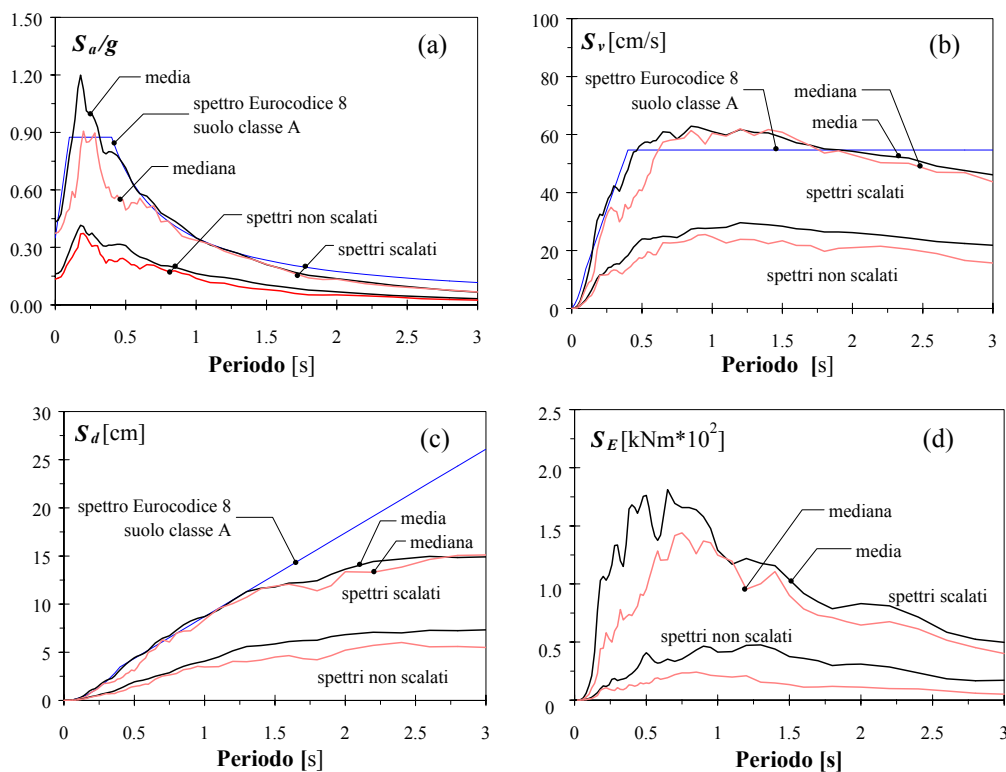 S_a/g
(a)
1.20
0.90
0.60
0.30
0.00
media
spettro Eurocodice 8
suolo classe A
mediana
spettri non scalati
spettri scalati
0 0.5 1 1.5 2 2.5 3
Periodo [s]
S_v [cm/s]
(b)
100
80
60
40
20
0
spettro Eurocodice 8
suolo classe A
mediana
media
spettri scalati
spettri non scalati
0 0.5 1 1.5 2 2.5 3
Periodo [s]
S_d [cm]
(c)
30
25
20
15
10
5
0
spettro Eurocodice 8
suolo classe A
media
mediana
spettri scalati
spettri non scalati
0 0.5 1 1.5 2 2.5 3
Periodo [s]
S_E [kNm*10^2]
(d)
2.5
2.0
1.5
1.0
0.5
0.0
mediana
media
spettri scalati
spettri non scalati
0 0.5 1 1.5 2 2.5 3
Periodo [s]